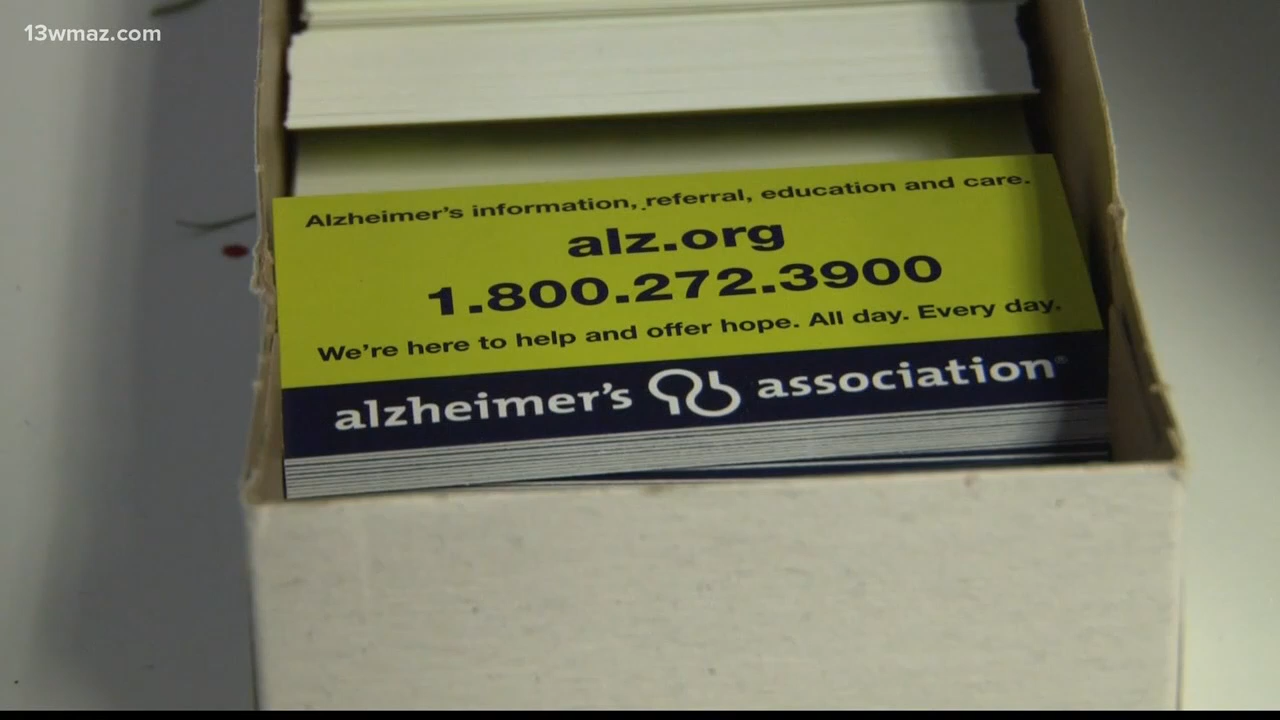 13wmaz.com
Alzheimer's information, referral, education and care.
alz.org
1.800.272.3900
We're here to help and offer hope. All day. Every day.
alzheimer's association®